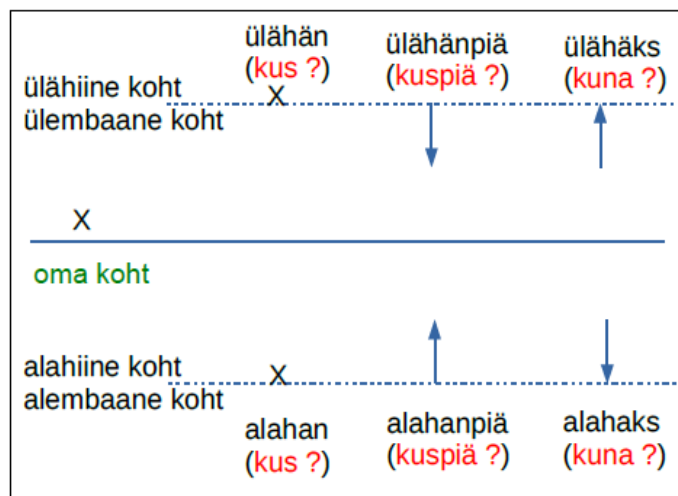 ülähän ülähänpiä ülähäks
(kus ?) (kuspiä ?) (kuna ?)
ülähiine koht
X
ülembaane koht
X
oma koht
alahiine koht
X
alembaane koht
alahan alahanpiä alahaks
(kus ?) (kuspiä ?) (kuna ?)